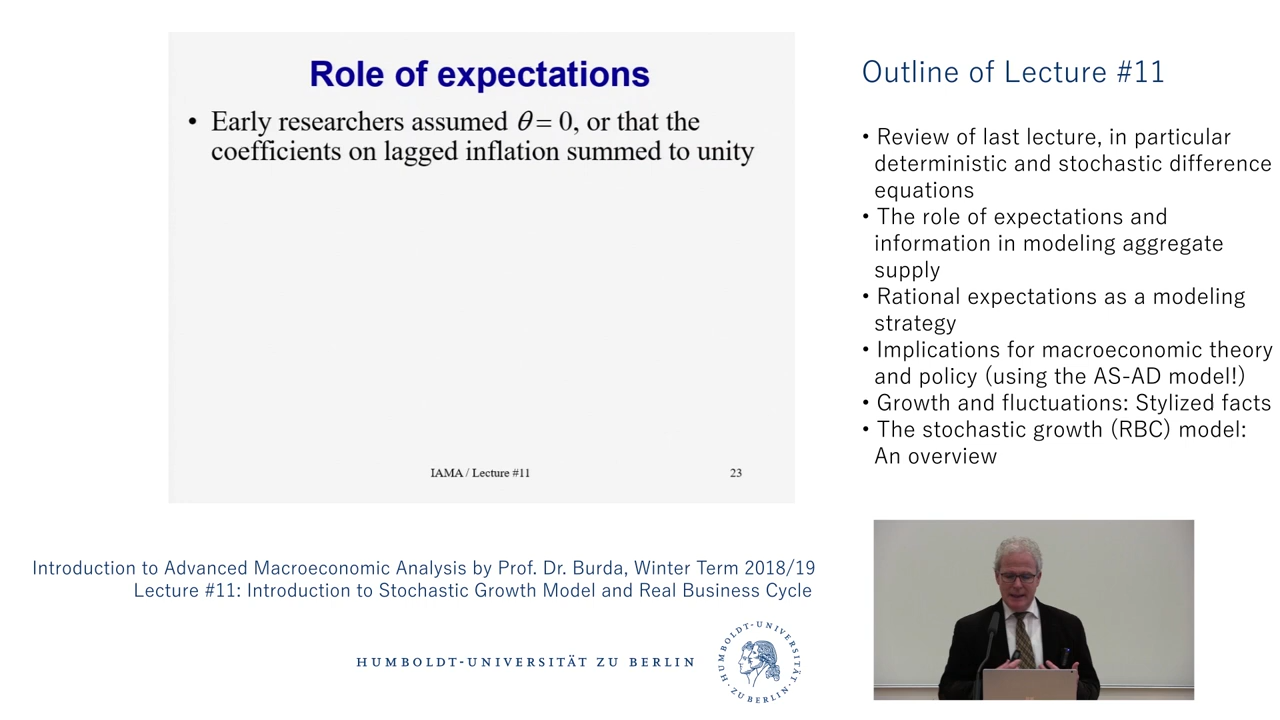 Role of expectations
• Early researchers assumed θ = 0, or that the
coefficients on lagged inflation summed to unity
IAMA / Lecture #11
23
Outline of Lecture #11
• Review of last lecture, in particular
deterministic and stochastic difference
equations
• The role of expectations and
information in modeling aggregate
supply
• Rational expectations as a modeling
strategy
• Implications for macroeconomic theory
and policy (using the AS-AD model!)
• Growth and fluctuations: Stylized facts
• The stochastic growth (RBC) model:
An overview
Introduction to Advanced Macroeconomic Analysis by Prof. Dr. Burda, Winter Term 2018/19
Lecture #11: Introduction to Stochastic Growth Model and Real Business Cycle
HUMBOLDT-UNIVERSITÄT ZU BERLIN
HUMBOLDT-UNIVERSITÄT
ZU BERLIN